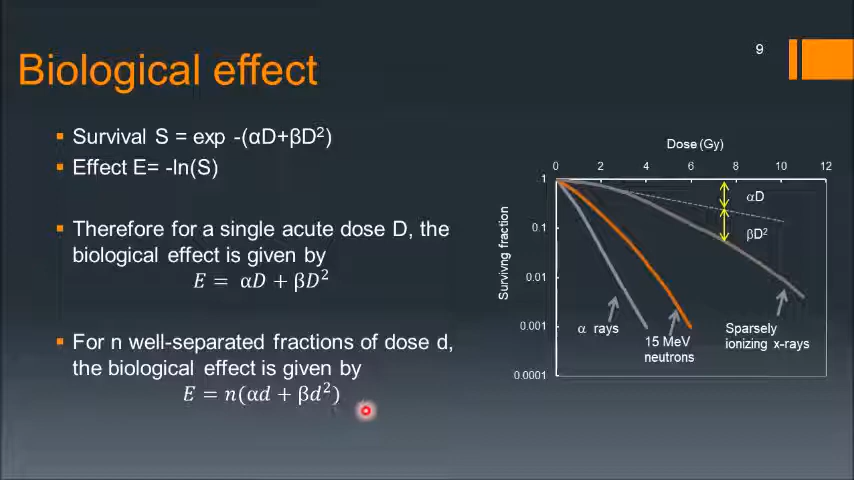 9
Biological effect
Survival S = exp -(αD+βD²)
Effect E= -ln(S)
Therefore for a single acute dose D, the
biological effect is given by
E = αD + βD²
For n well-separated fractions of dose d,
the biological effect is given by
E = n(αd + βd²)
Dose (Gy)
0 2 4 6 8 10 12
1
0.1
0.01
0.001
0.0001
Survivng fraction
αD
βD²
α rays
15 MeV
neutrons
Sparsely
ionizing x-rays